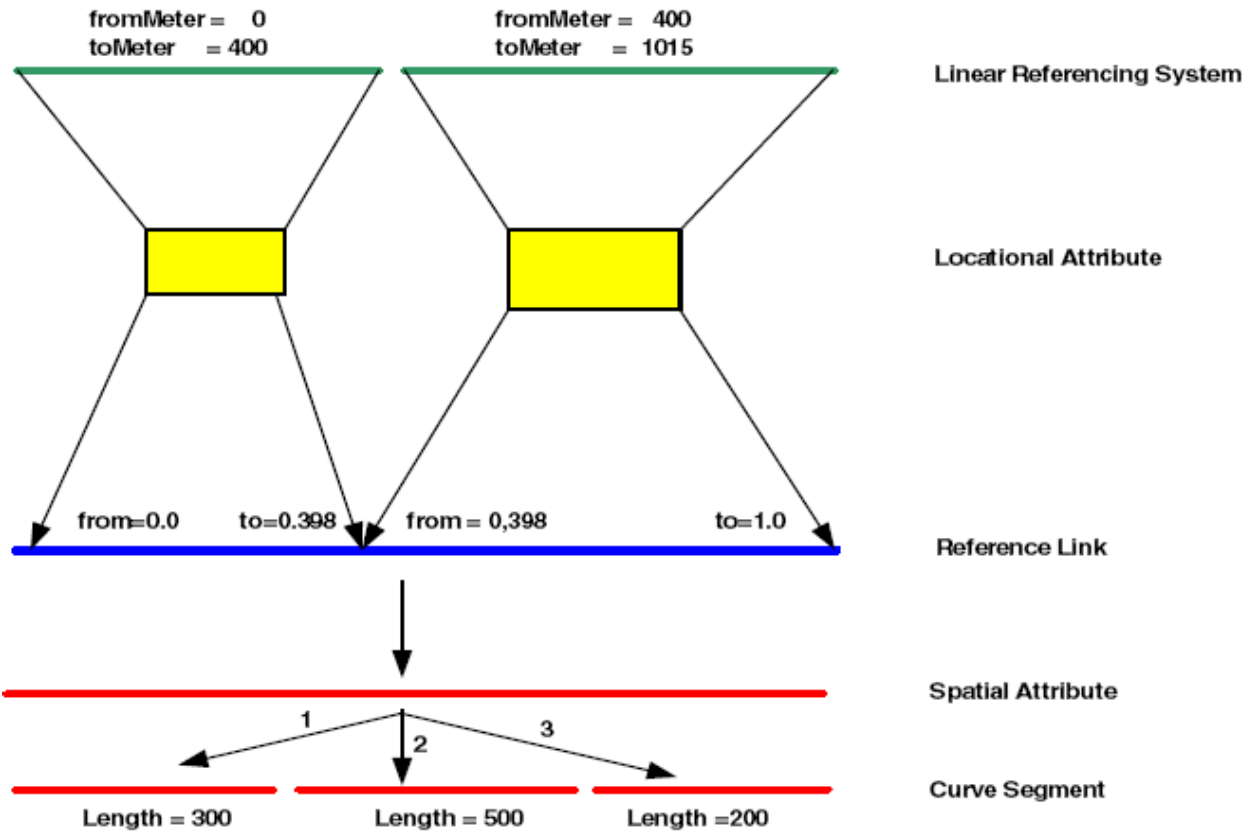 fromMeter = 0
toMeter = 400
fromMeter = 400
toMeter = 1015
Linear Referencing System
Locational Attribute
from=0.0
to=0.398
from = 0,398
to=1.0
Reference Link
Spatial Attribute
1
2
3
Curve Segment
Length = 300
Length = 500
Length =200